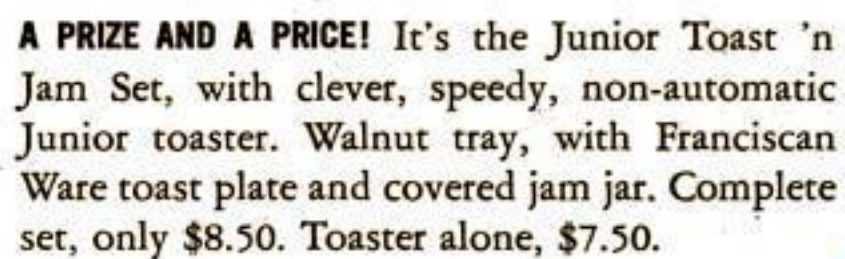 A PRIZE AND A PRICE! It's the Junior Toast 'n
Jam Set, with clever, speedy, non-automatic
Junior toaster. Walnut tray, with Franciscan
Ware toast plate and covered jam jar. Complete
set, only $8.50. Toaster alone, $7.50.